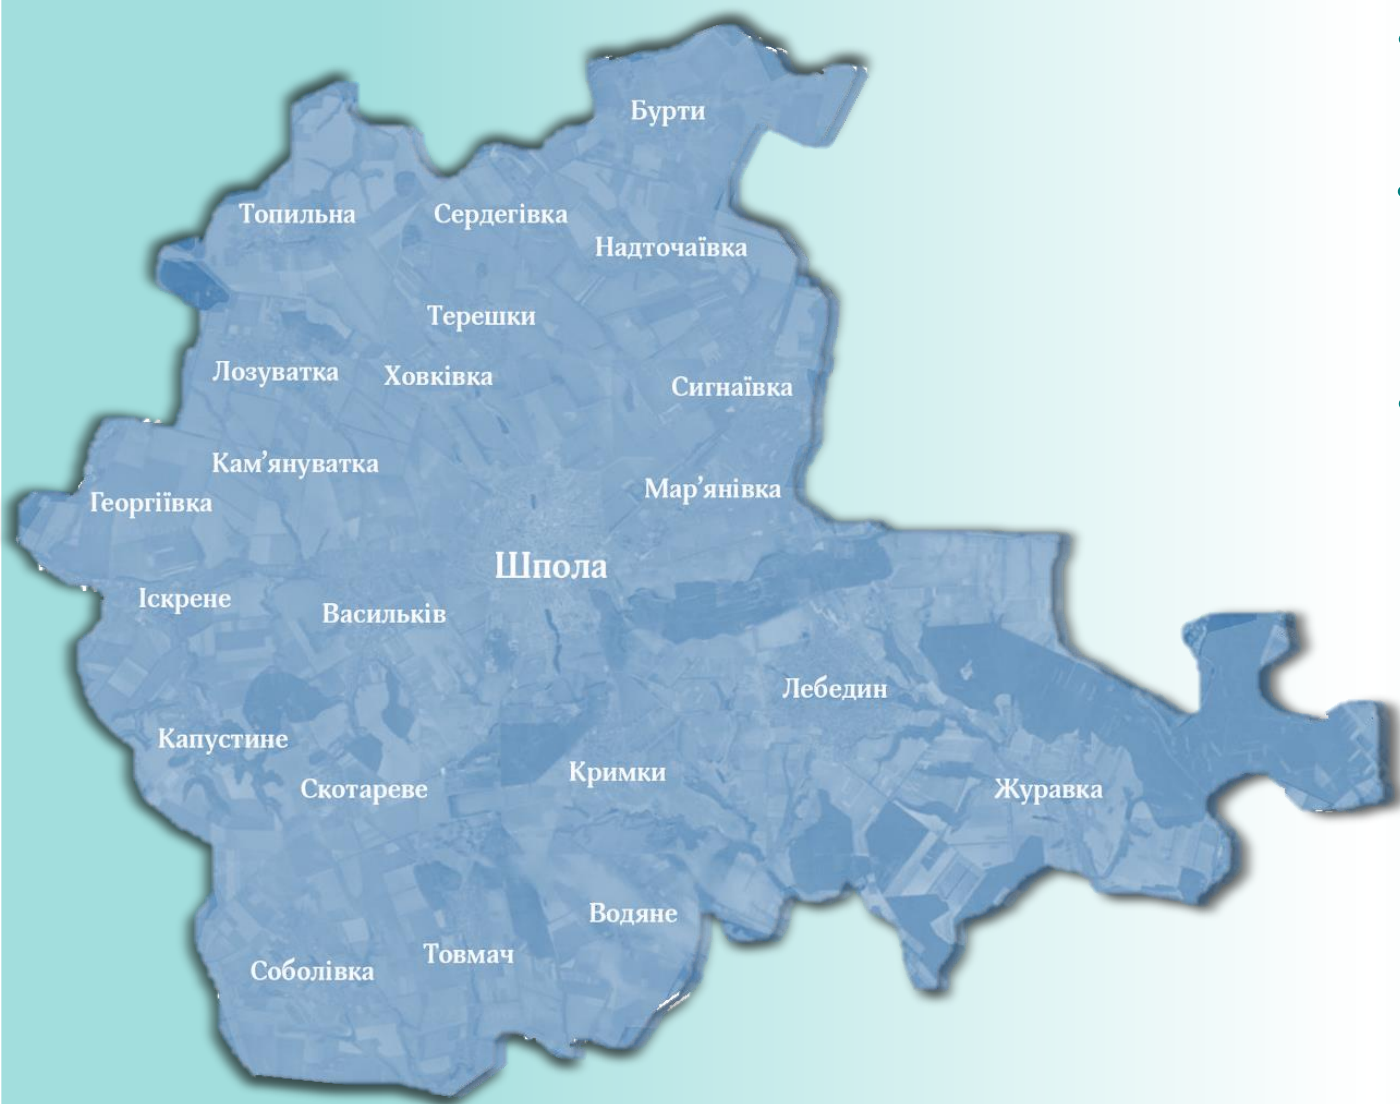 Бурти
Топильна
Сердегівка
Надточаївка
Терешки
Лозуватка
Ховківка
Сигнаївка
Кам’януватка
Мар’янівка
Георгіївка
Шпола
Іскрене
Васильків
Лебедин
Капустине
Кримки
Скотареве
Журавка
Водяне
Товмач
Соболівка